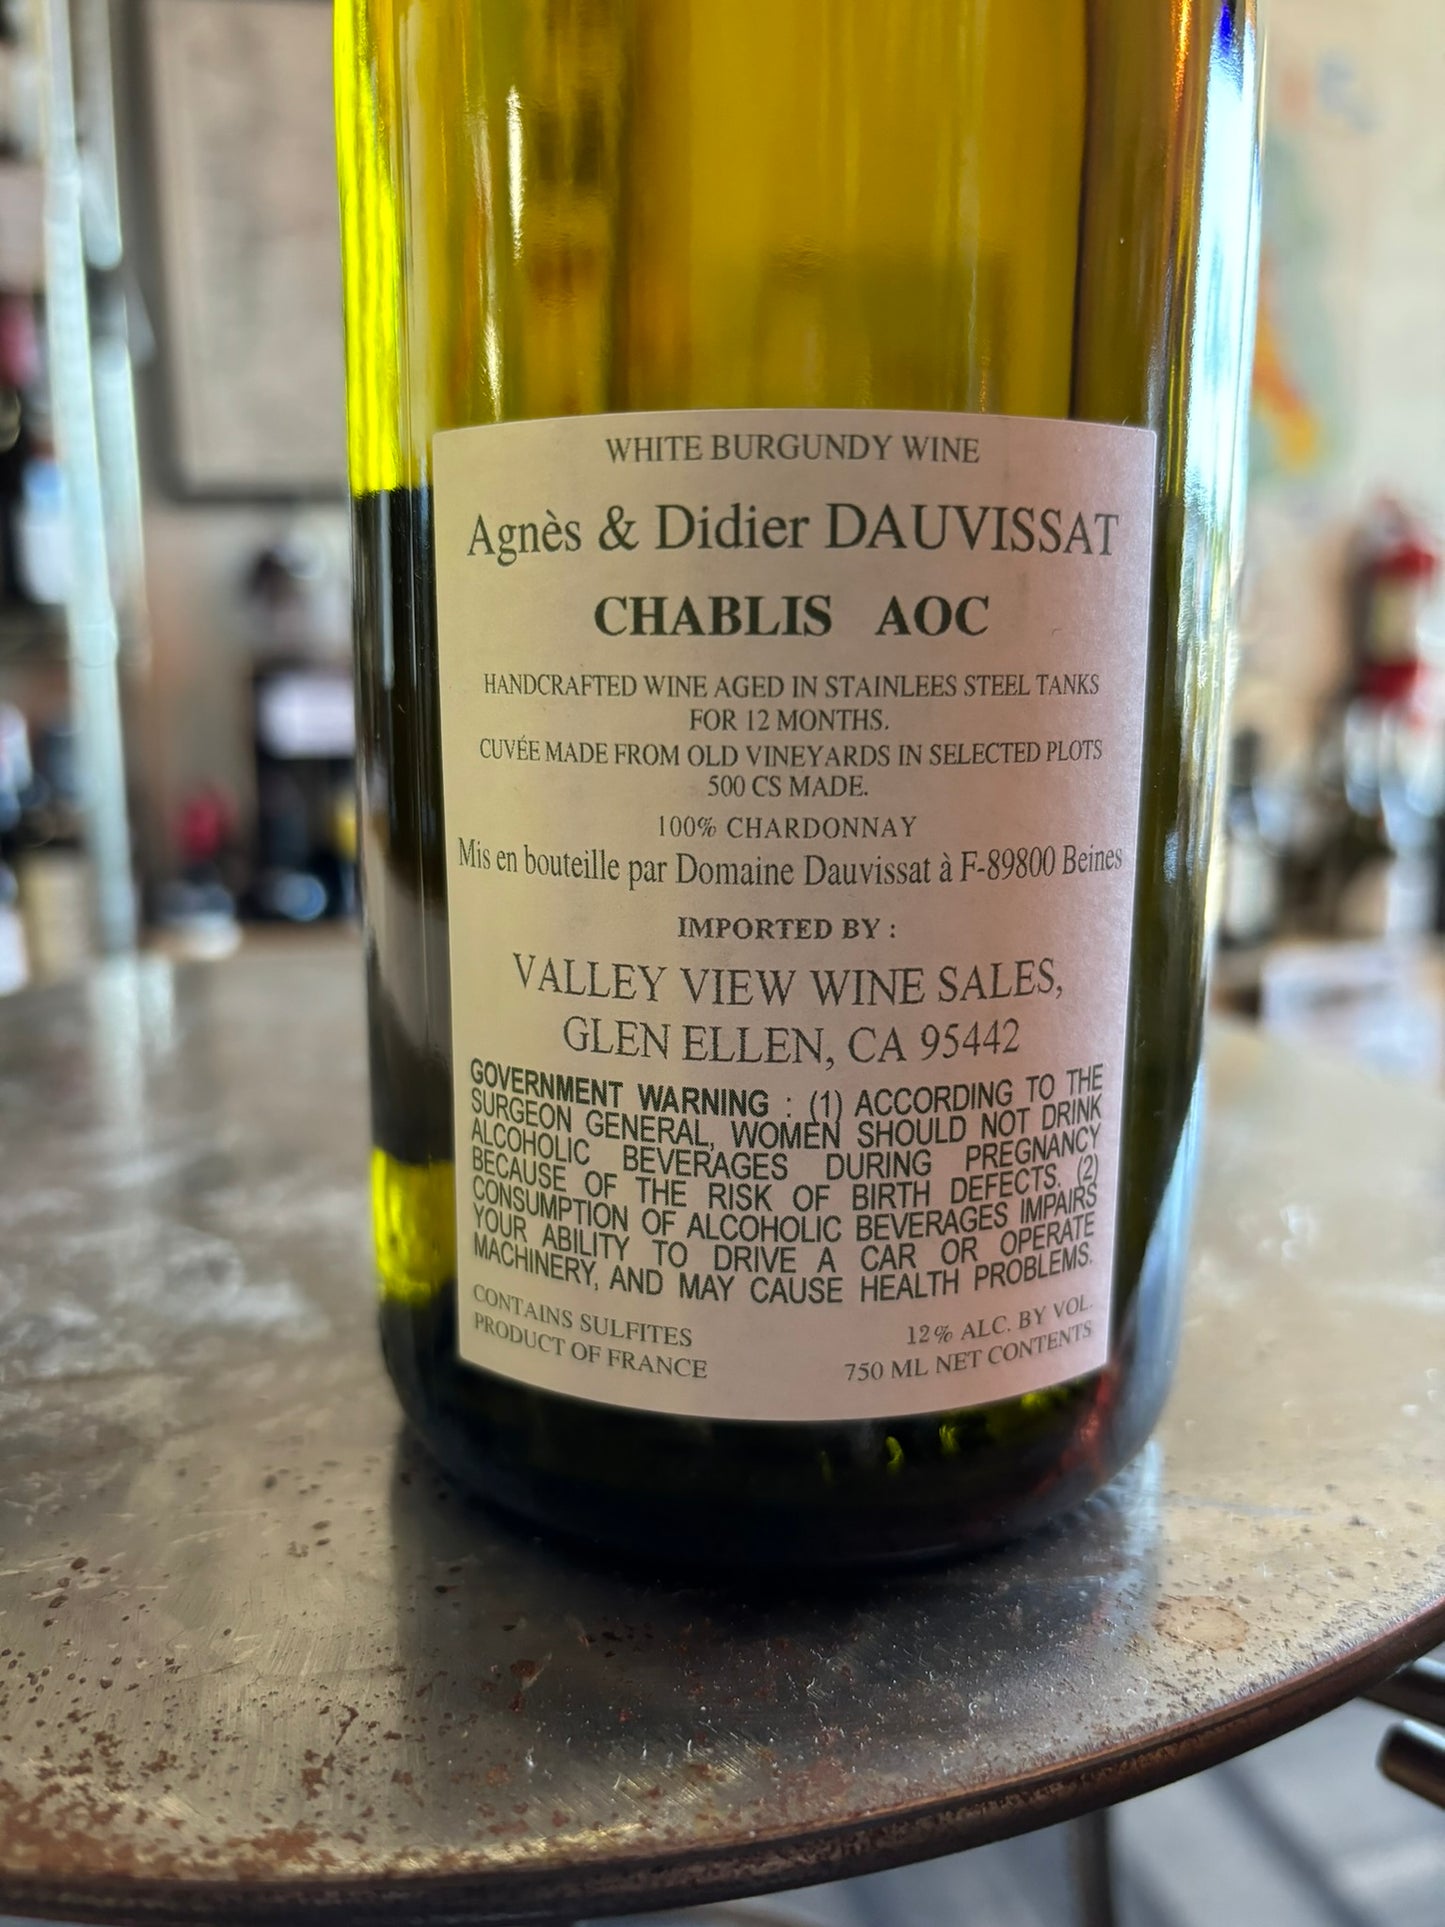 WHITE BURGUNDY WINE
Agnès & Didier DAUVISSAT
CHABLIS AOC
HANDCRAFTED WINE AGED IN STAINLEES STEEL TANKS
FOR 12 MONTHS.
CUVÉE MADE FROM OLD VINEYARDS IN SELECTED PLOTS
500 CS MADE.
100% CHARDONNAY
Mis en bouteille par Domaine Dauvissat à F-89800 Beines
IMPORTED BY :
VALLEY VIEW WINE SALES,
GLEN ELLEN, CA 95442
GOVERNMENT WARNING : (1) ACCORDING TO THE
SURGEON GENERAL, WOMEN SHOULD NOT DRINK
ALCOHOLIC BEVERAGES DURING PREGNANCY
BECAUSE OF THE RISK OF BIRTH DEFECTS. (2)
CONSUMPTION OF ALCOHOLIC BEVERAGES IMPAIRS
YOUR ABILITY TO DRIVE A CAR OR OPERATE
MACHINERY, AND MAY CAUSE HEALTH PROBLEMS.
CONTAINS SULFITES
PRODUCT OF FRANCE
12% ALC. BY VOL.
750 ML NET CONTENTS